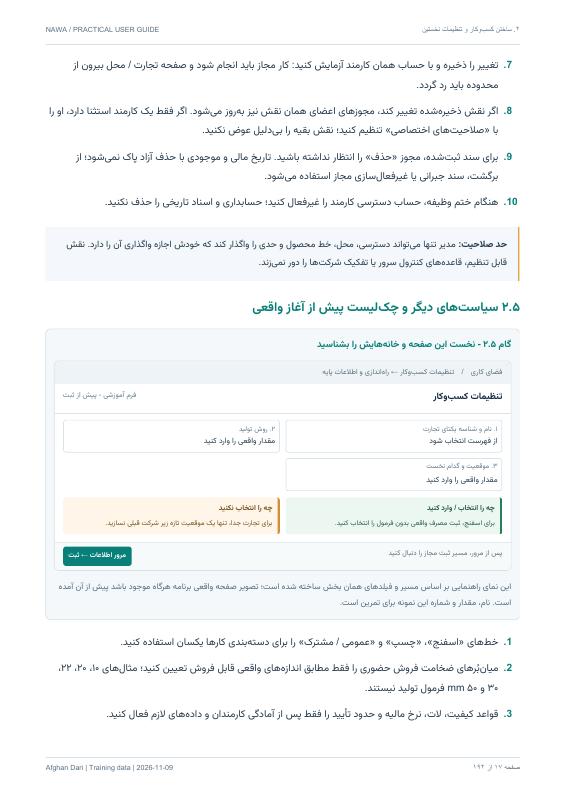 ۲. ساختن کسب‌وکار و تنظیمات نخستین
NAWA / PRACTICAL USER GUIDE
7. تغییر را ذخیره و با حساب همان کارمند آزمایش کنید: کار مجاز باید انجام شود و صفحه تجارت / محل بیرون از
محدوده باید رد گردد.
8. اگر نقش ذخیره‌شده تغییر کند، مجوزهای اعضای همان نقش نیز به‌روز می‌شود. اگر فقط یک کارمند استثنا دارد، او را
با «صلاحیت‌های اختصاصی» تنظیم کنید؛ نقش بقیه را بی‌دلیل عوض نکنید.
9. برای سند ثبت‌شده، مجوز «حذف» را انتظار نداشته باشید. تاریخ مالی و موجودی با حذف آزاد پاک نمی‌شود؛ از
برگشت، سند جبرانی یا غیرفعال‌سازی مجاز استفاده می‌شود.
10. هنگام ختم وظیفه، حساب دسترسی کارمند را غیرفعال کنید؛ حسابداری و اسناد تاریخی را حذف نکنید.
حد صلاحیت: مدیر تنها می‌تواند دسترسی، محل، خط محصول و حدی را واگذار کند که خودش اجازه واگذاری آن را دارد. نقش
قابل تنظیم، قاعده‌های کنترول سرور یا تفکیک شرکت‌ها را دور نمی‌زند.
۲.۵ سیاست‌های دیگر و چک‌لیست پیش از آغاز واقعی
گام ۲.۵ - نخست این صفحه و خانه‌هایش را بشناسید
فضای کاری / تنظیمات کسب‌وکار ← راه‌اندازی و اطلاعات پایه
تنظیمات کسب‌وکار
فرم آموزشی - پیش از ثبت
۱. نام و شناسه یکتای تجارت
از فهرست انتخاب شود
۲. روش تولید
مقدار واقعی را وارد کنید
۳. موقعیت و گدام نخست
مقدار واقعی را وارد کنید
چه را انتخاب / وارد کنید
برای اسفنج، ثبت مصرف واقعی بدون فرمول را انتخاب کنید.
چه را انتخاب نکنید
برای تجارت جدا، تنها یک موقعیت تازه زیر شرکت قبلی نسازید.
پس از مرور، مسیر ثبت مجاز را دنبال کنید
مرور اطلاعات ← ثبت
این نمای راهنمایی بر اساس مسیر و فیلدهای همان بخش ساخته شده است؛ تصویر صفحه واقعی برنامه هرگاه موجود باشد پیش از آن آمده
است. نام، مقدار و شماره این نمونه برای تمرین است.
1. خط‌های «اسفنج»، «چسپ» و «عمومی / مشترک» را برای دسته‌بندی کارها یکسان استفاده کنید.
2. میان‌بُرهای ضخامت فروش حضوری را فقط مطابق اندازه‌های واقعی قابل فروش تعیین کنید؛ مثال‌های ۱۰، ۲۰، ۲۲،
۳۰ و ۵۰ mm فرمول تولید نیستند.
3. قواعد کیفیت، لات، نرخ مالیه و حدود تأیید را فقط پس از آمادگی کارمندان و داده‌های لازم فعال کنید.
صفحه ۱۷ از ۱۹۴
Afghan Dari | Training data | 2026-11-09